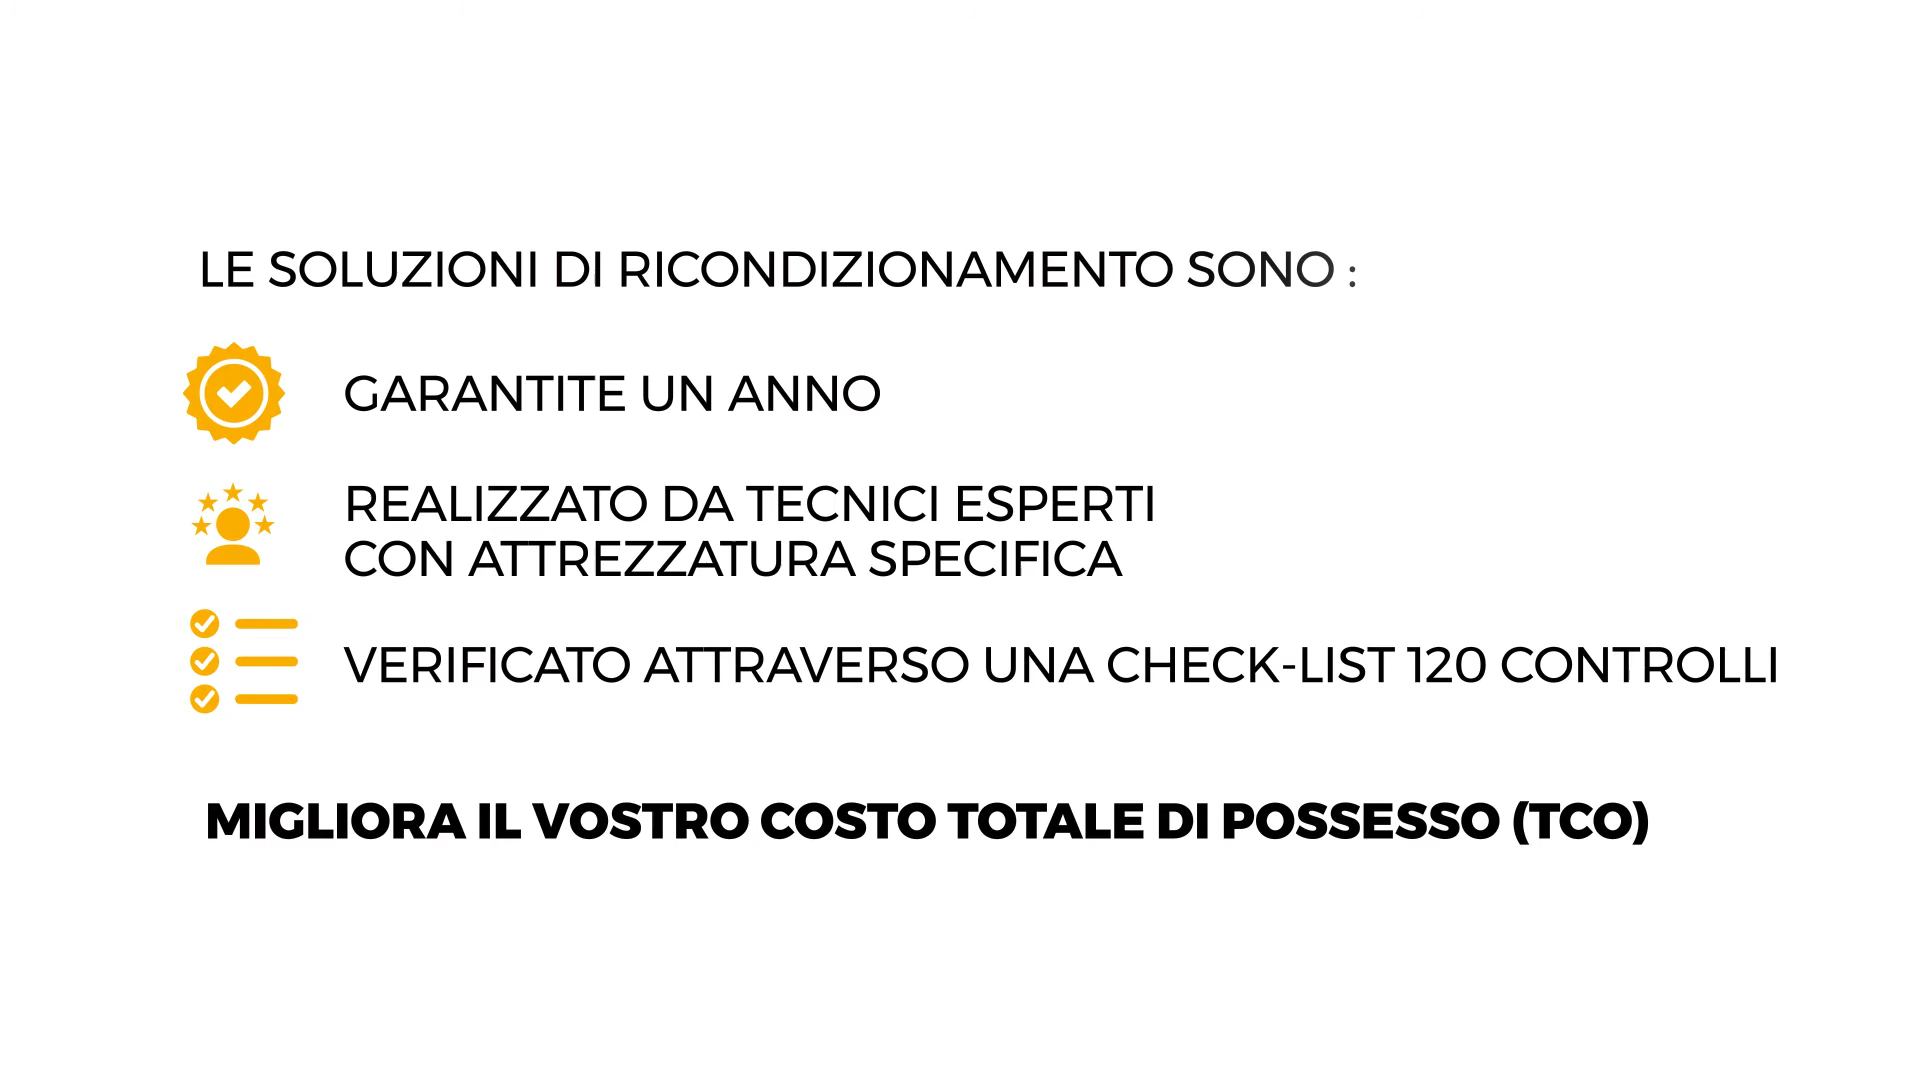 LE SOLUZIONI DI RICONDIZIONAMENTO SONO :
GARANTITE UN ANNO
REALIZZATO DA TECNICI ESPERTI
CON ATTREZZATURA SPECIFICA
VERIFICATO ATTRAVERSO UNA CHECK-LIST 120 CONTROLLI
MIGLIORA IL VOSTRO COSTO TOTALE DI POSSESSO (TCO)